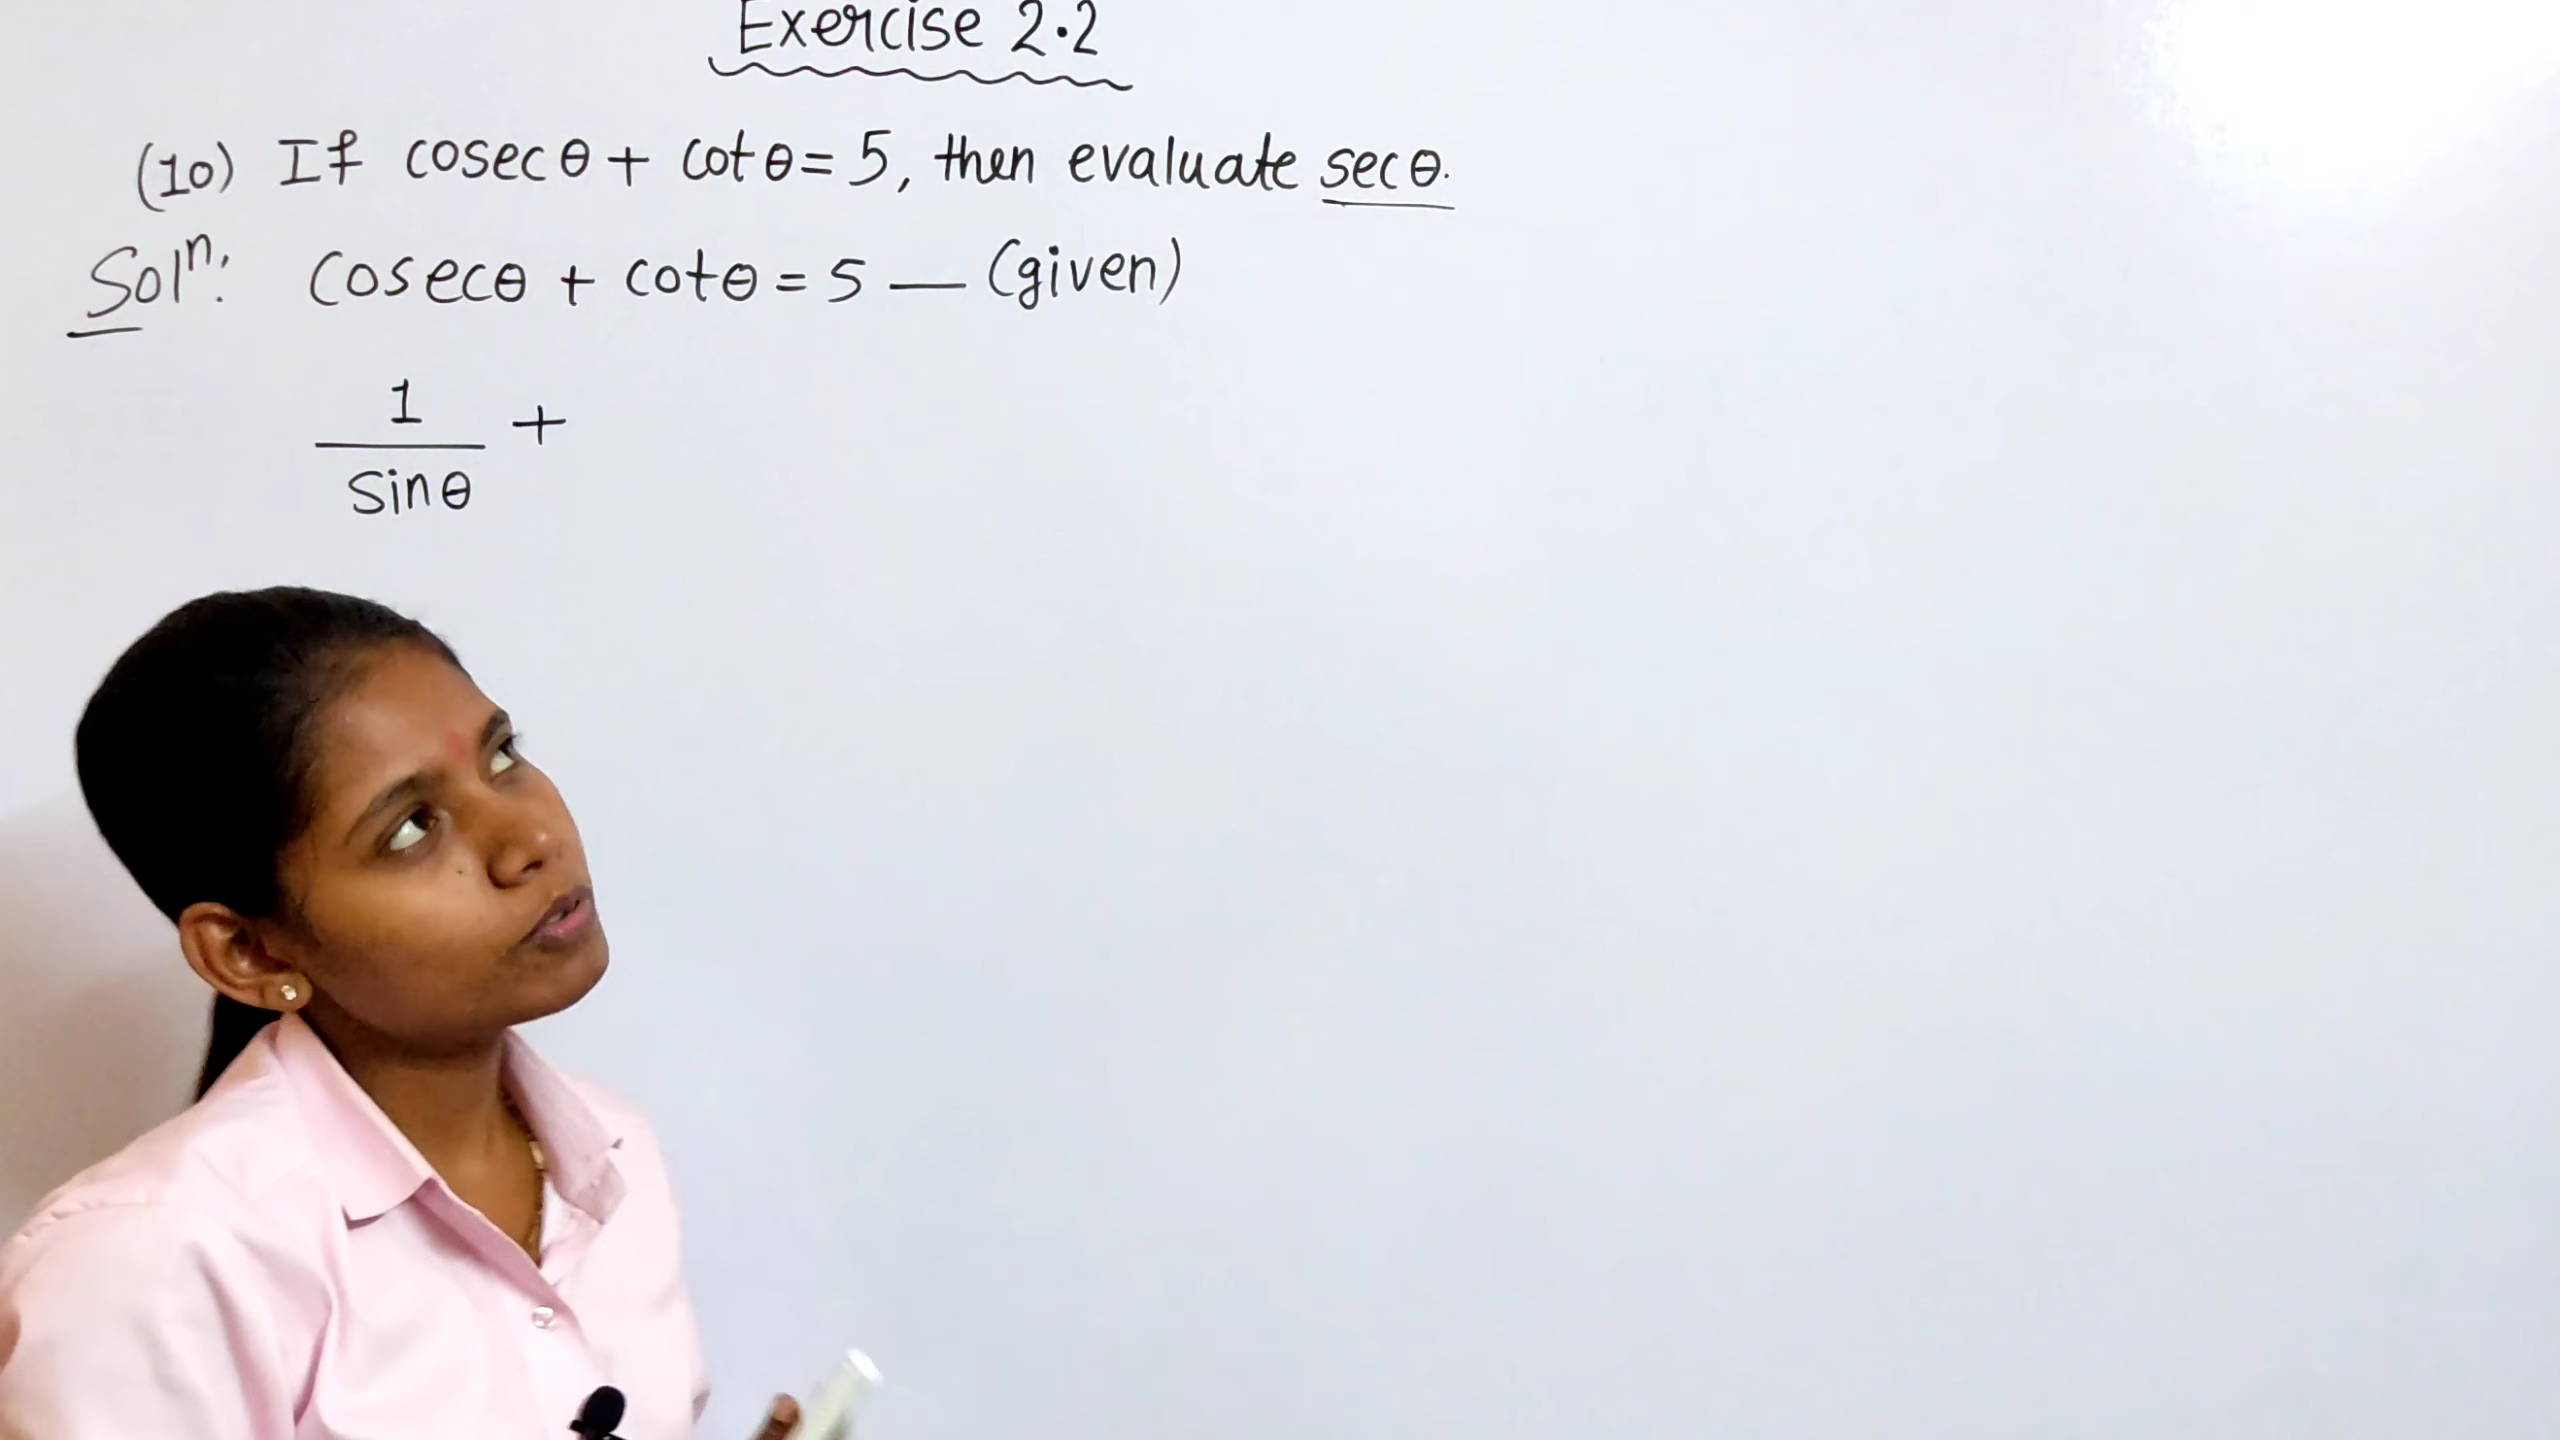 Exercise 2.2
(10) If cosecθ + cotθ = 5, then evaluate secθ.
Solⁿ: Cosecθ + cotθ = 5 — (given)
1
——— +
Sinθ